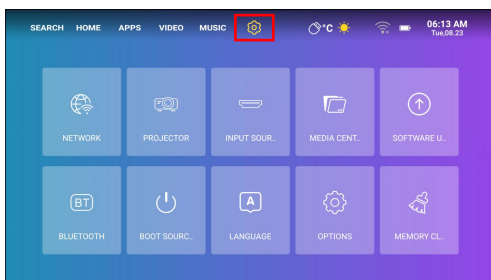 SEARCH HOME APPS VIDEO MUSIC °C 06:13 AM
Tue,08.23
NETWORK PROJECTOR INPUT SOUR.. MEDIA CENT.. SOFTWARE U..
BT A
BLUETOOTH BOOT SOURC.. LANGUAGE OPTIONS MEMORY CL..